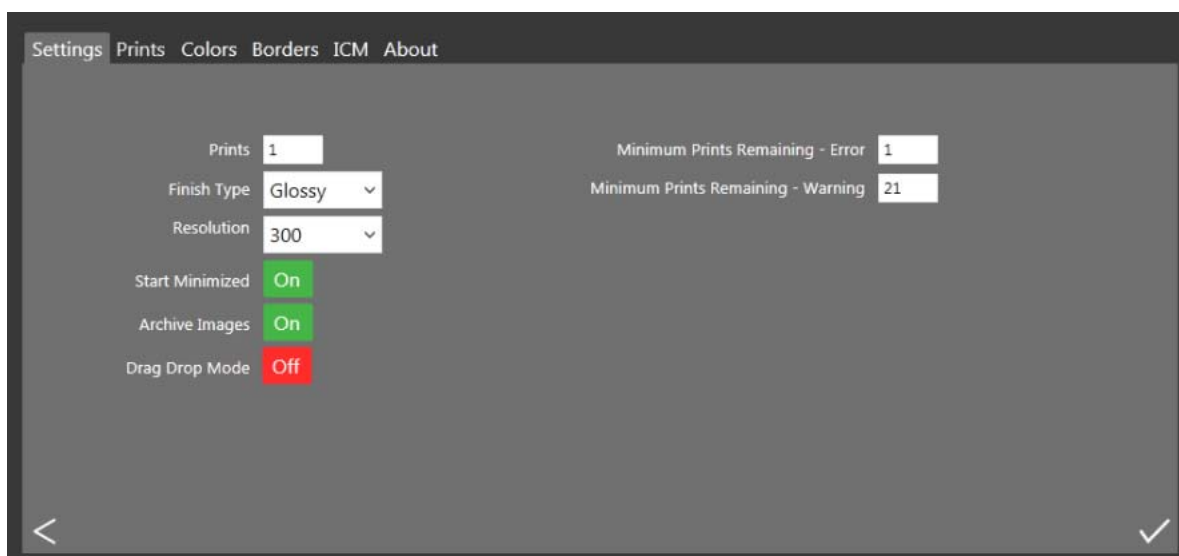 Settings Prints Colors Borders ICM About
Prints 1
Minimum Prints Remaining - Error 1
Finish Type Glossy
Minimum Prints Remaining - Warning 21
Resolution 300
Start Minimized On
Archive Images On
Drag Drop Mode Off